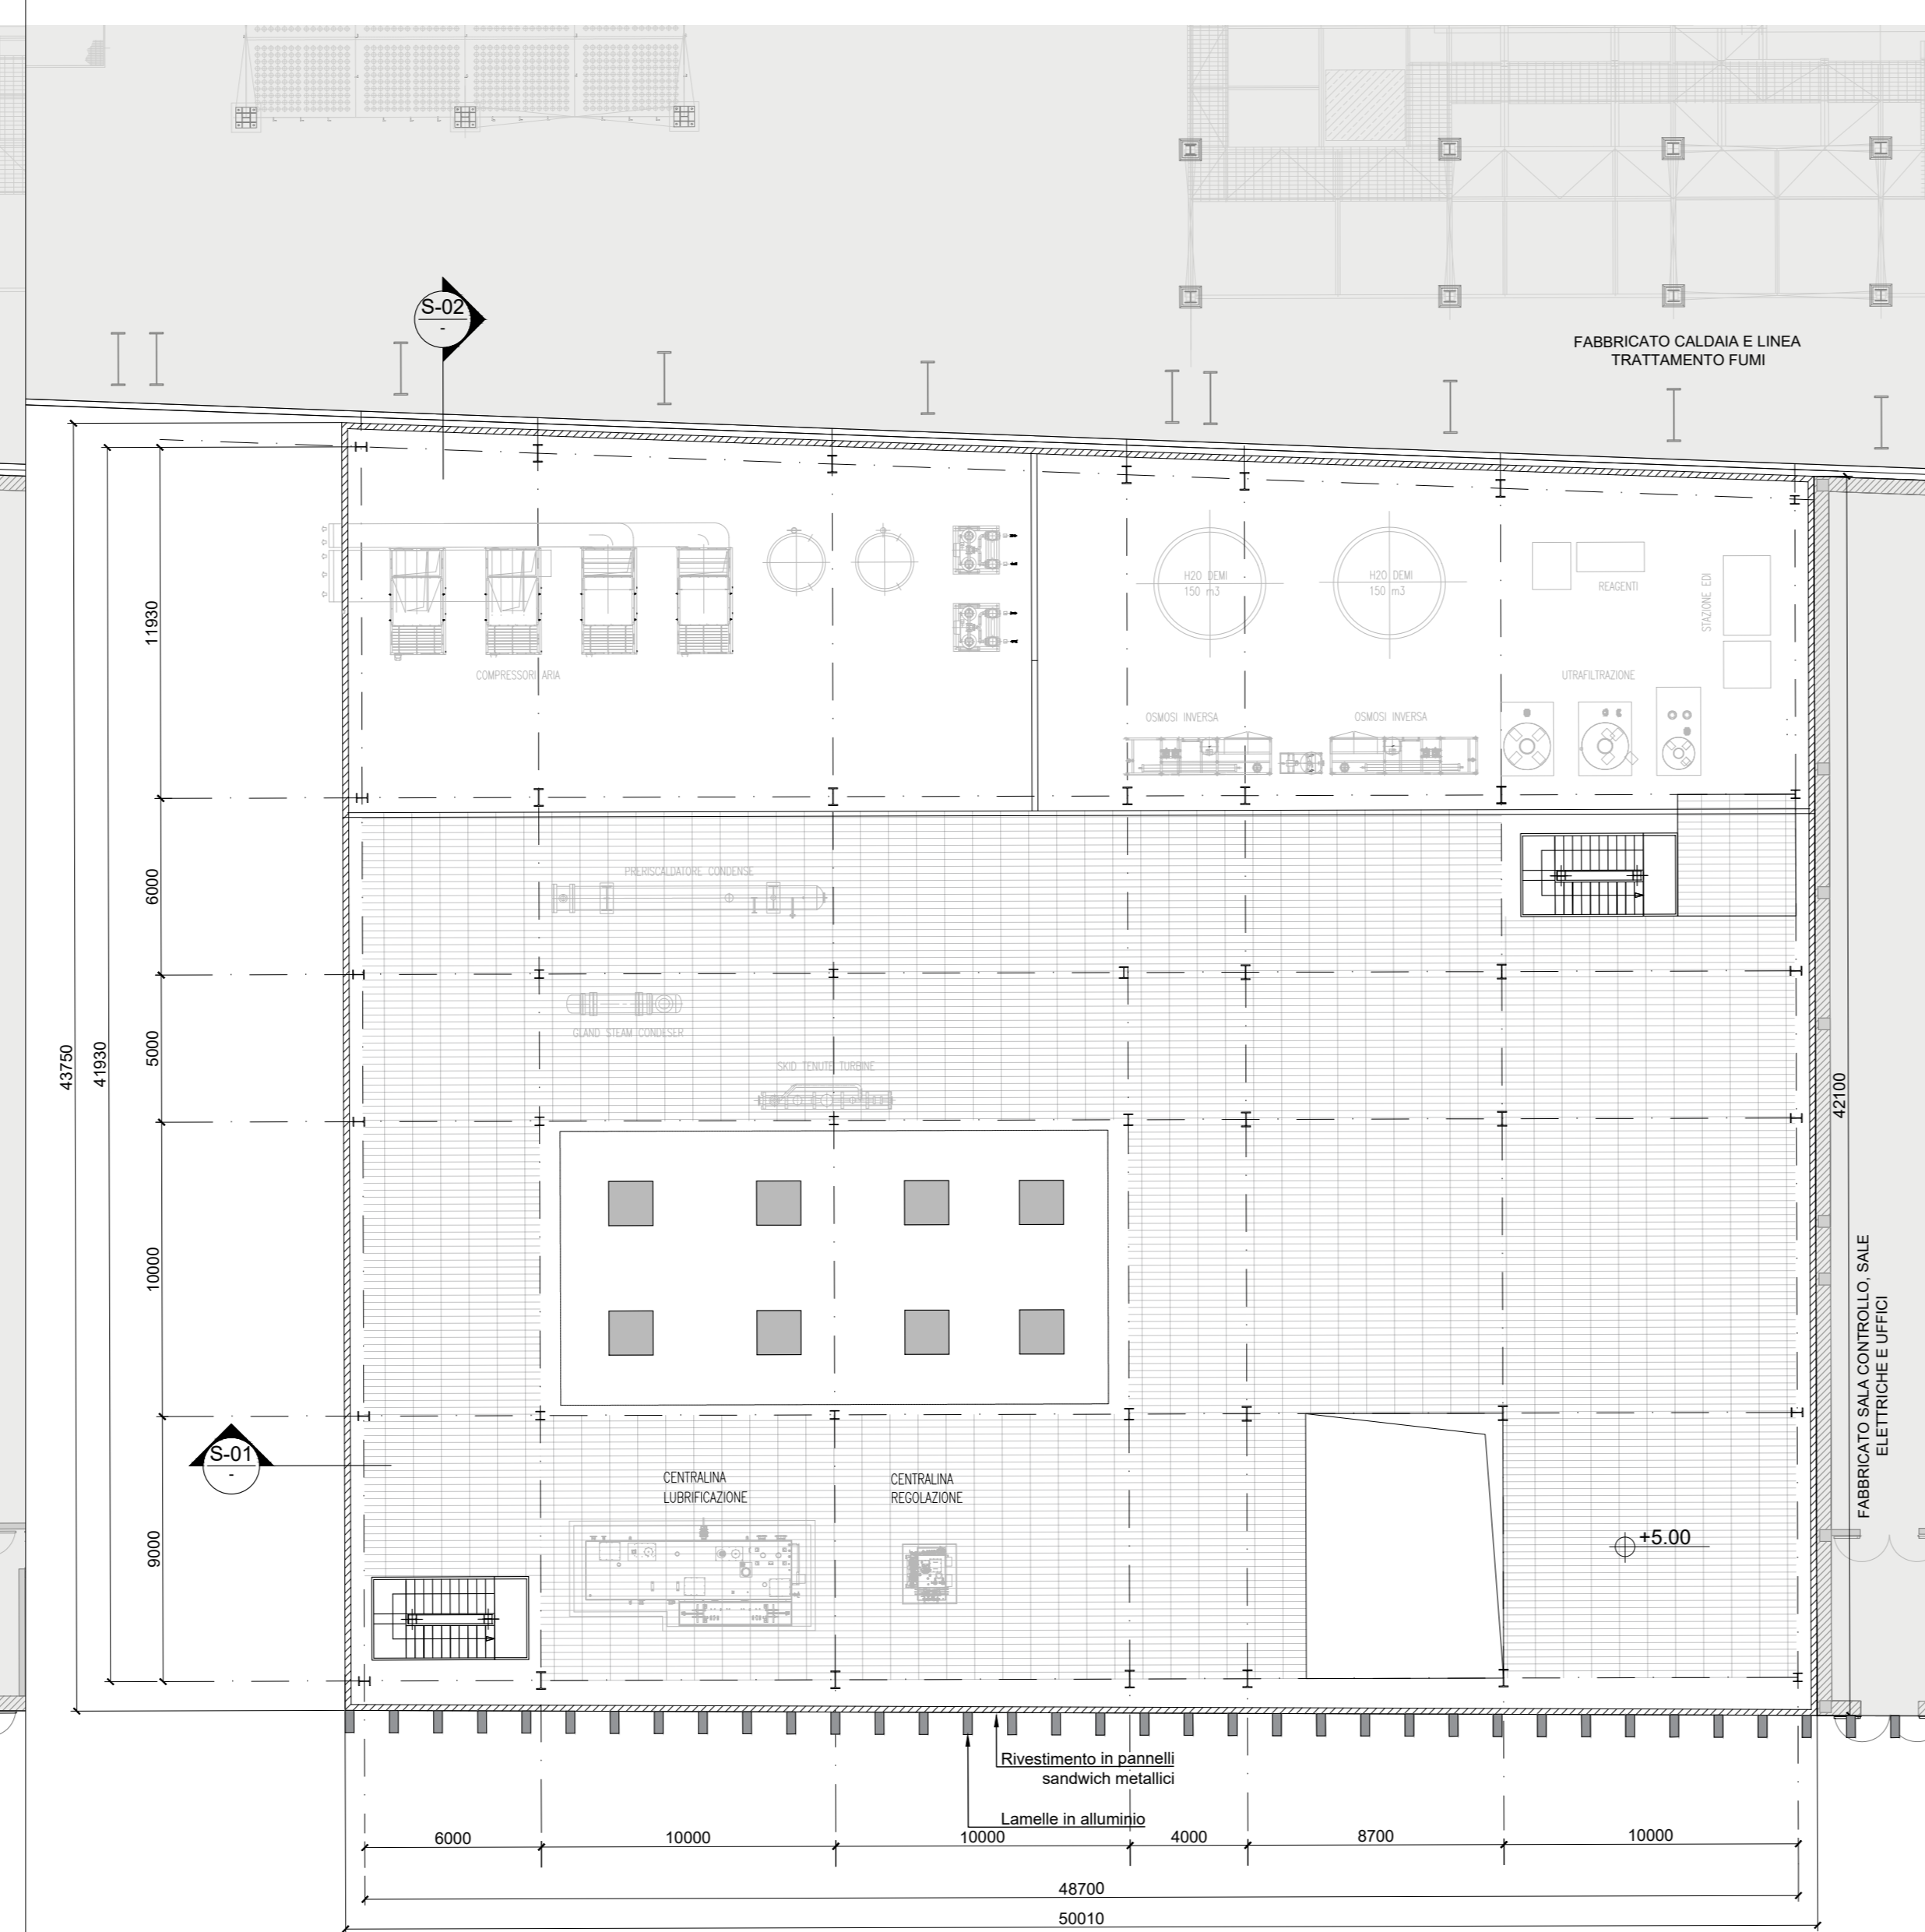 S-02
-
FABBRICATO CALDAIA E LINEA
TRATTAMENTO FUMI
H20 DEMI
150 m3
H20 DEMI
150 m3
REAGENTI
STAZIONE EDI
COMPRESSORI ARIA
UTRAFILTRAZIONE
OSMOSI INVERSA
OSMOSI INVERSA
PRERISCALDATORE CONDENSE
GLAND STEAM CONDESER
SKID TENUTE TURBINE
11930
6000
5000
10000
9000
41930
43750
42100
FABBRICATO SALA CONTROLLO, SALE
ELETTRICHE E UFFICI
S-01
-
CENTRALINA
LUBRIFICAZIONE
CENTRALINA
REGOLAZIONE
+5.00
Rivestimento in pannelli
sandwich metallici
Lamelle in alluminio
6000
10000
10000
4000
8700
10000
48700
50010